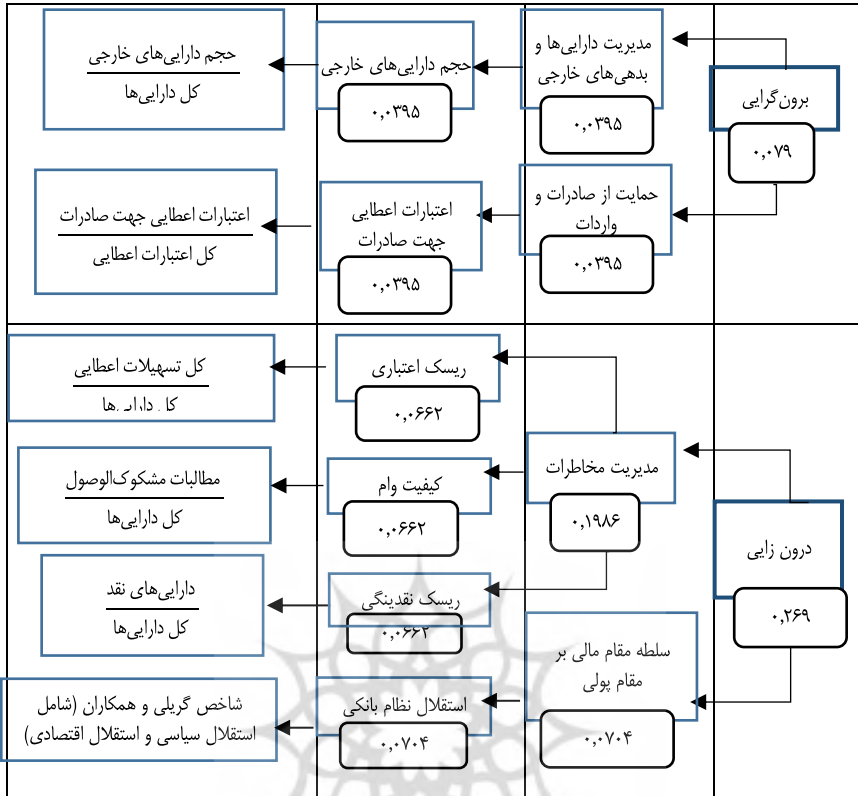 برون‌گرایی
۰,۰۷۹
مدیریت دارایی‌ها و
بدهی‌های خارجی
۰,۰۳۹۵
حجم دارایی‌های خارجی
۰,۰۳۹۵
حجم دارایی‌های خارجی
کل دارایی‌ها
حمایت از صادرات و
واردات
۰,۰۳۹۵
اعتبارات اعطایی
جهت صادرات
۰,۰۳۹۵
اعتبارات اعطایی جهت صادرات
کل اعتبارات اعطایی
درون زایی
۰,۲۶۹
مدیریت مخاطرات
۰,۱۹۸۶
ریسک اعتباری
۰,۰۶۶۲
کل تسهیلات اعطایی
کل دارایی‌ها
کیفیت وام
۰,۰۶۶۲
مطالبات مشکوک‌الوصول
کل دارایی‌ها
ریسک نقدینگی
۰,۰۶۶۲
دارایی‌های نقد
کل دارایی‌ها
سلطه مقام مالی بر
مقام پولی
۰,۰۷۰۴
استقلال نظام بانکی
۰,۰۷۰۴
شاخص گریلی و همکاران (شامل
استقلال سیاسی و استقلال اقتصادی)